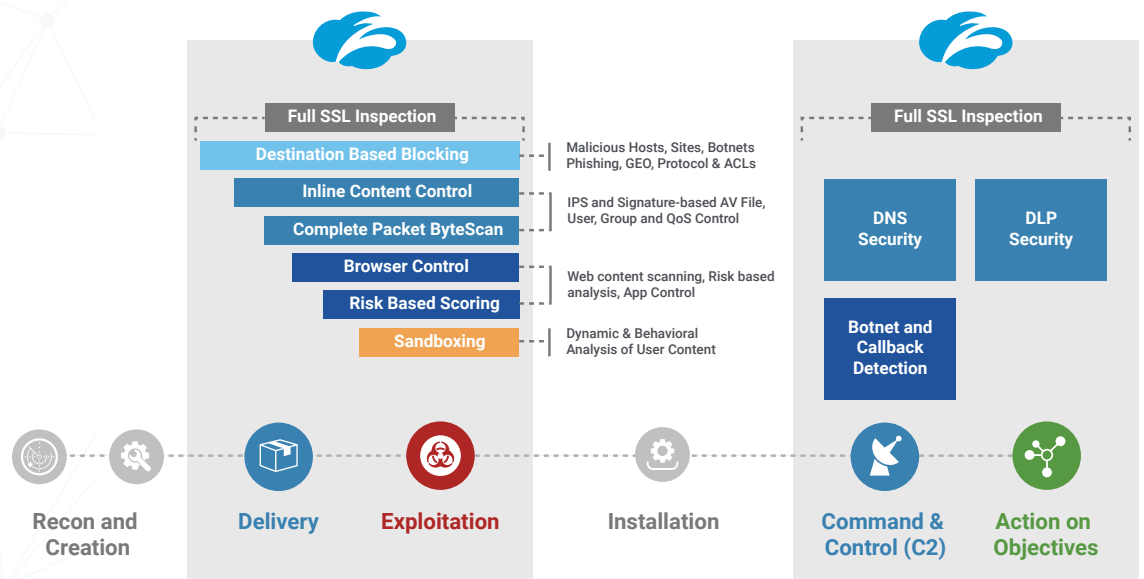 Full SSL Inspection
Destination Based Blocking
Inline Content Control
Complete Packet ByteScan
Browser Control
Risk Based Scoring
Sandboxing
Malicious Hosts, Sites, Botnets
Phishing, GEO, Protocol & ACLs
IPS and Signature-based AV File,
User, Group and QoS Control
Web content scanning, Risk based
analysis, App Control
Dynamic & Behavioral
Analysis of User Content
Full SSL Inspection
DNS
Security
DLP
Security
Botnet and
Callback
Detection
Recon and
Creation
Delivery
Exploitation
Installation
Command &
Control (C2)
Action on
Objectives